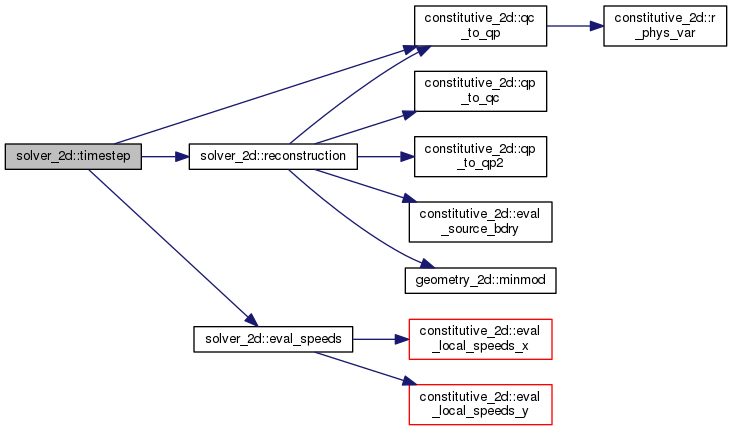 constitutive_2d::qc
_to_qp
constitutive_2d::r
_phys_var
constitutive_2d::qp
_to_qc
solver_2d::timestep
solver_2d::reconstruction
constitutive_2d::qp
_to_qp2
constitutive_2d::eval
_source_bdry
geometry_2d::minmod
solver_2d::eval_speeds
constitutive_2d::eval
_local_speeds_x
constitutive_2d::eval
_local_speeds_y